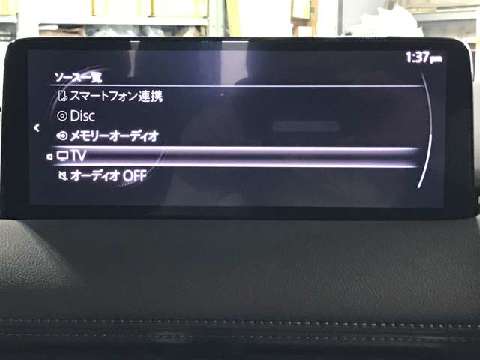 1:37pm
ソース一覧
スマートフォン連携
Disc
メモリーオーディオ
TV
オーディオ OFF